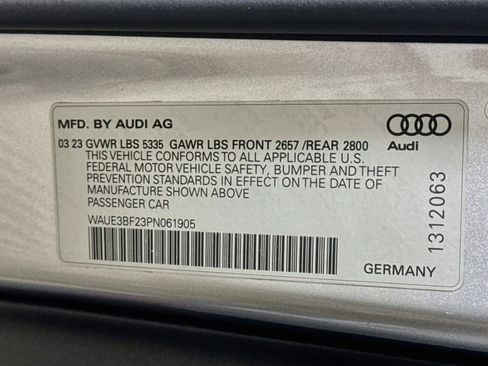 MFD. BY AUDI AG
Audi
03 23 GVWR LBS 5335 GAWR LBS FRONT 2657 /REAR 2800
THIS VEHICLE CONFORMS TO ALL APPLICABLE U.S.
FEDERAL MOTOR VEHICLE SAFETY, BUMPER AND THEFT
PREVENTION STANDARDS IN EFFECT ON THE DATE OF
MANUFACTURE SHOWN ABOVE
PASSENGER CAR
WAUE3BF23PN061905
1312063
GERMANY